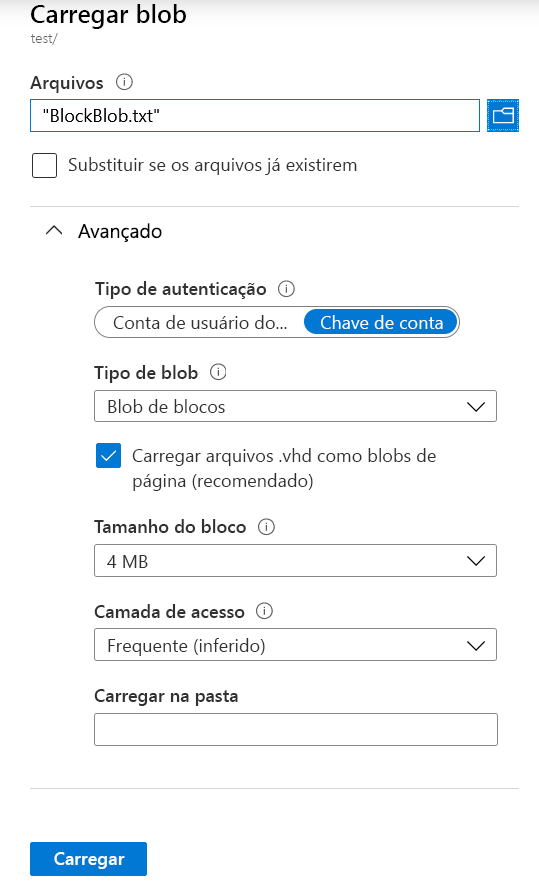 Carregar blob
test/
Arquivos
"BlockBlob.txt"
Substituir se os arquivos já existirem
Avançado
Tipo de autenticação
Conta de usuário do... Chave de conta
Tipo de blob
Blob de blocos
Carregar arquivos .vhd como blobs de
página (recomendado)
Tamanho do bloco
4 MB
Camada de acesso
Frequente (inferido)
Carregar na pasta
Carregar